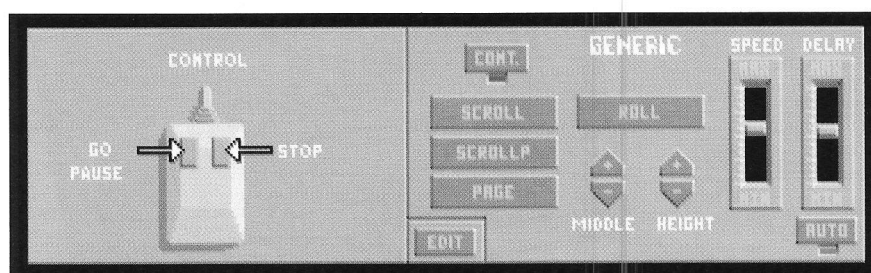 CONTROL
GO
PAUSE
STOP
CONT.
GENERIC
SPEED
DELAY
SCROLL
ROLL
SCROLLP
PAGE
MIDDLE
HEIGHT
EDIT
AUTO